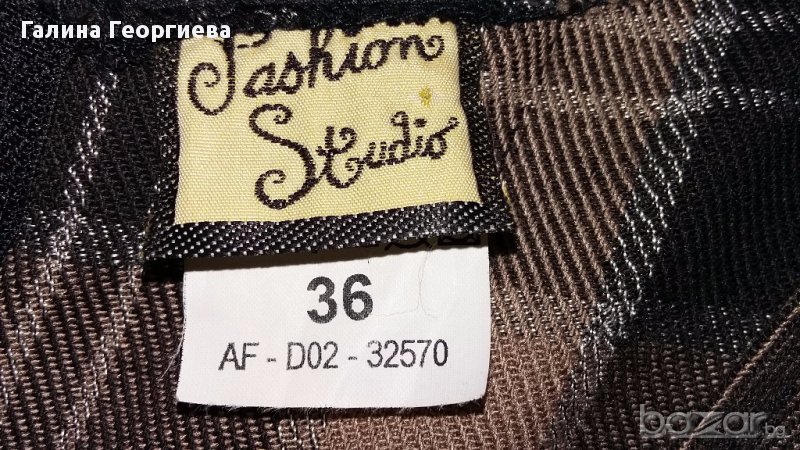 Галина Георгиева
Fashion
Studio
36
AF - D02 - 32570
bazar.bg